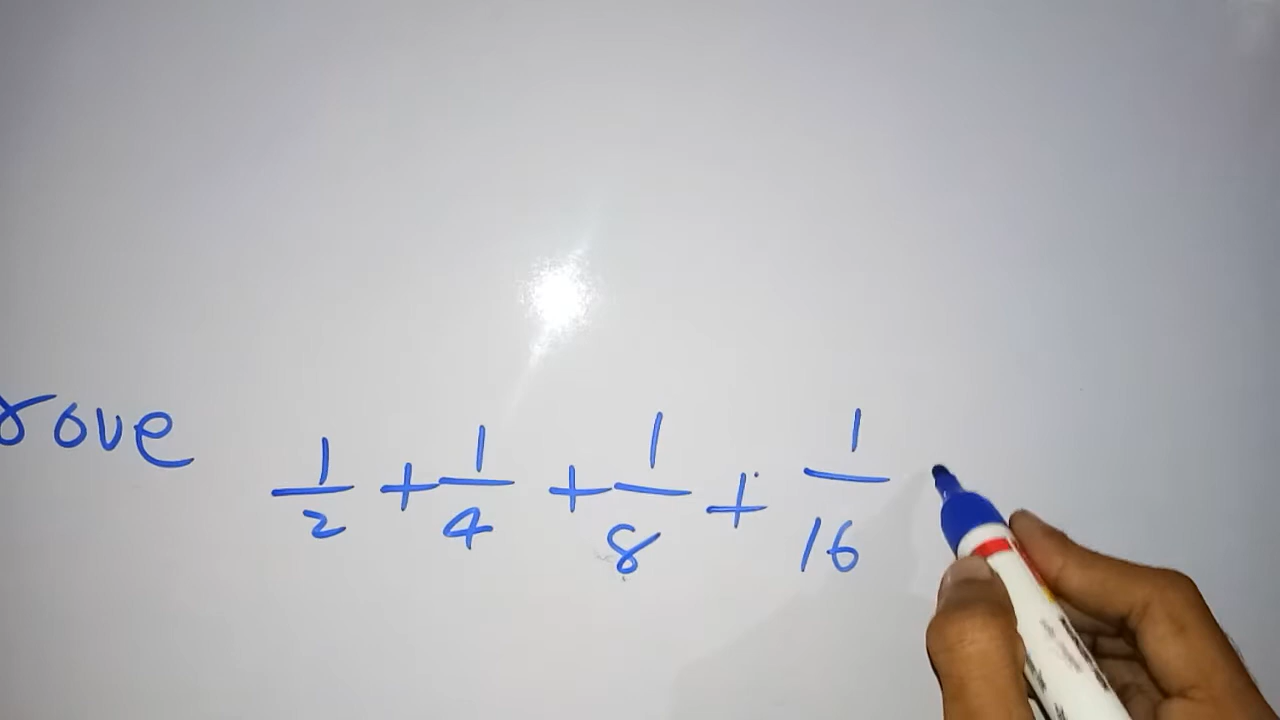 rove 1/2 + 1/4 + 1/8 + 1/16